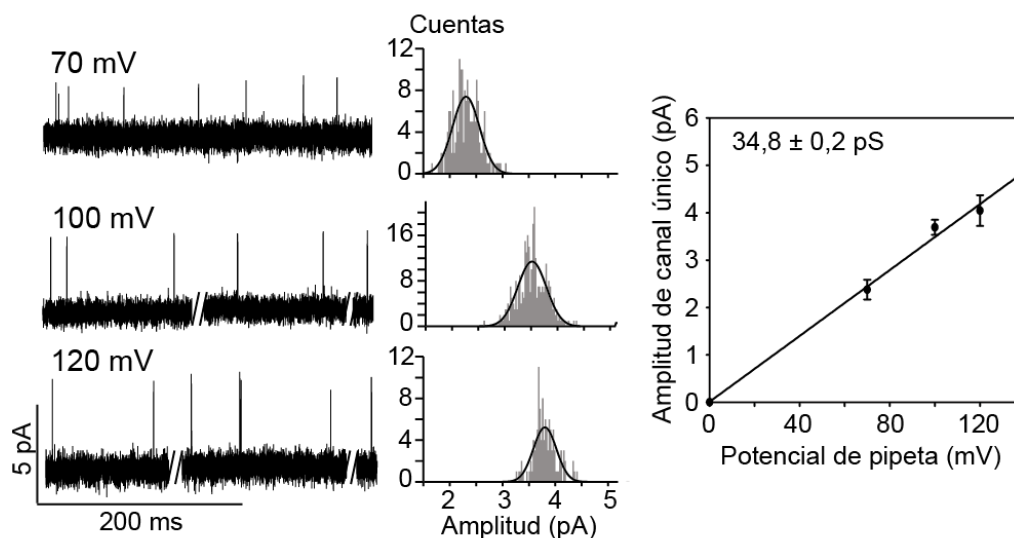 70 mV
100 mV
120 mV
5 pA
200 ms
Cuentas
12
8
4
0
16
8
0
12
8
4
0
2 3 4 5
Amplitud (pA)
34,8 ± 0,2 pS
Amplitud de canal único (pA)
6
5
4
3
2
1
0
0 40 80 120
Potencial de pipeta (mV)